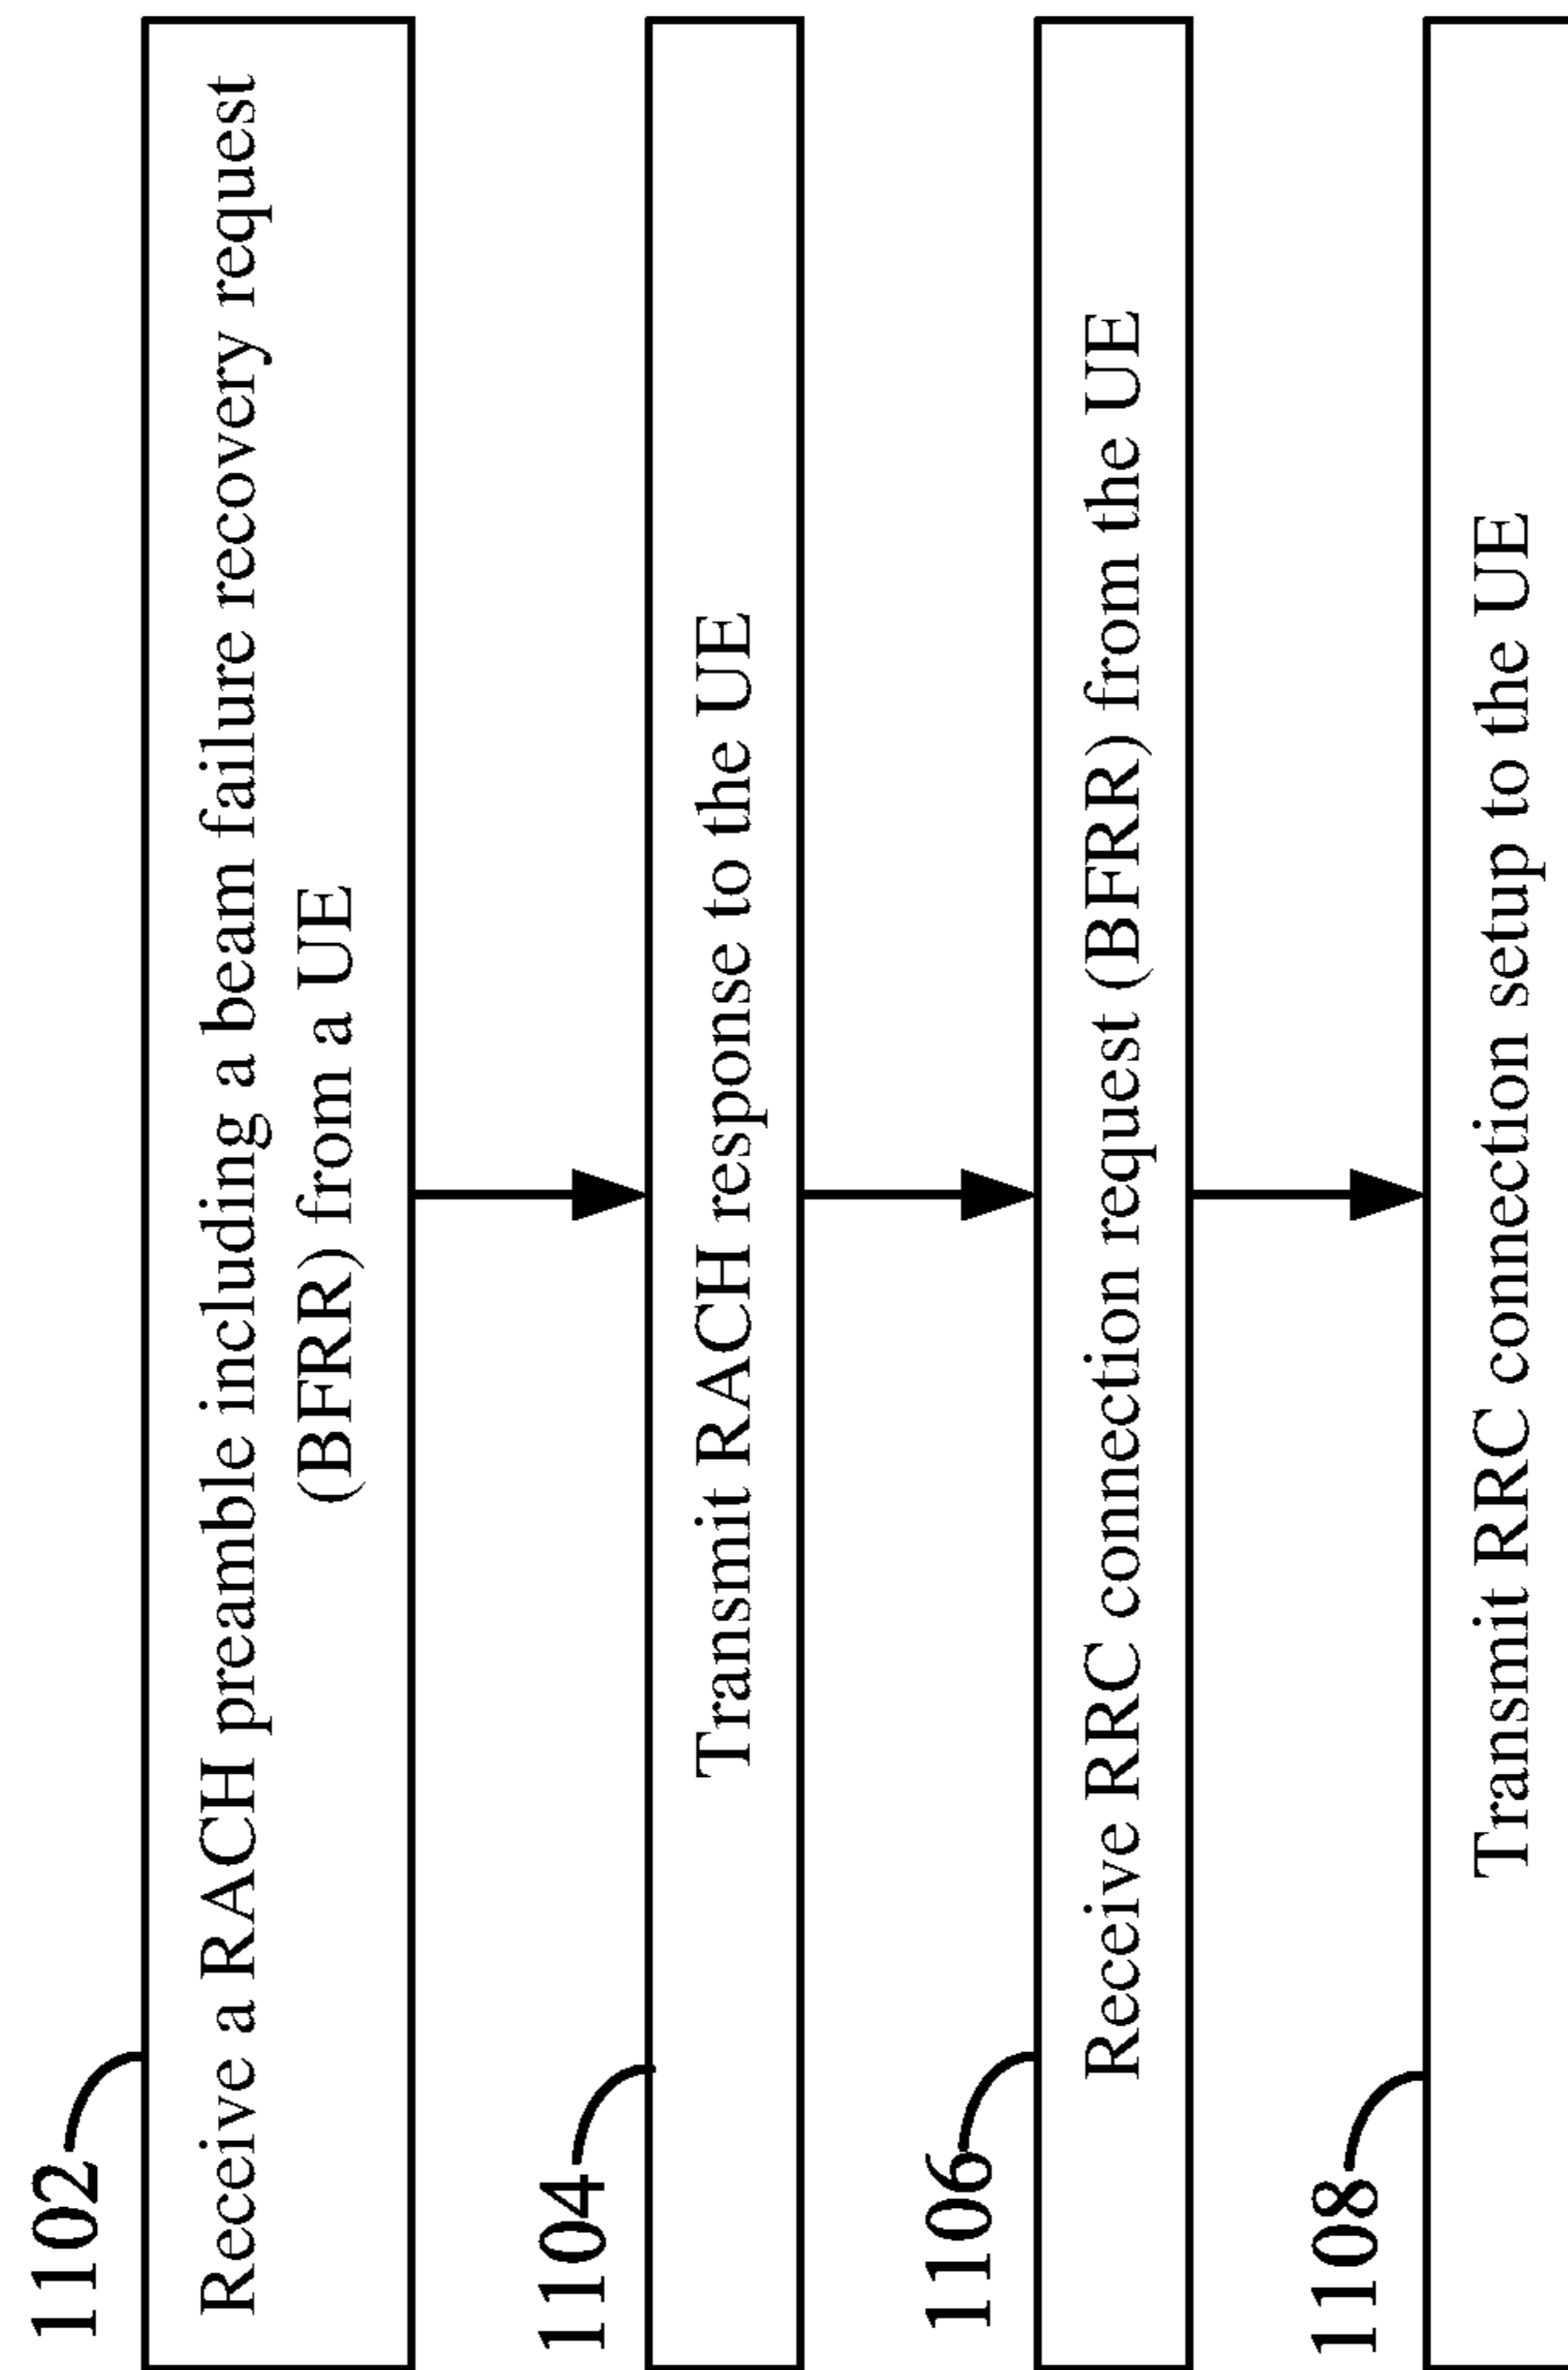 1102
Receive a RACH preamble including a beam failure recovery request
(BFRR) from a UE
1104
Transmit RACH response to the UE
1106
Receive RRC connection request (BFRR) from the UE
1108
Transmit RRC connection setup to the UE